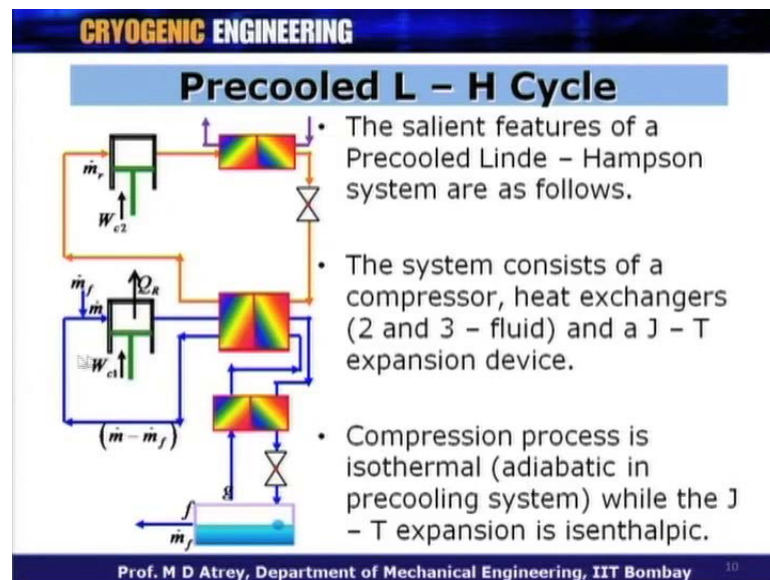 CRYOGENIC ENGINEERING
Precooled L – H Cycle
• The salient features of a
Precooled Linde – Hampson
system are as follows.
• The system consists of a
compressor, heat exchangers
(2 and 3 – fluid) and a J – T
expansion device.
• Compression process is
isothermal (adiabatic in
precooling system) while the J
– T expansion is isenthalpic.
ṁr
Wc2
ṁf
ṁ
QR
Wc1
(ṁ – ṁf)
g
f
ṁf
Prof. M D Atrey, Department of Mechanical Engineering, IIT Bombay
10